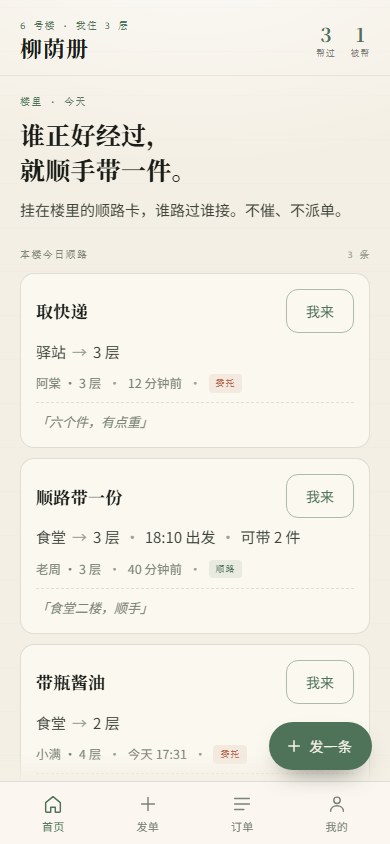 6 号楼 · 我住 3 层
柳荫册
3 帮过
1 被帮
楼里 · 今天
谁正好经过,
就顺手带一件。
挂在楼里的顺路卡，谁路过谁接。不催、不派单。
本楼今日顺路 3 条
取快递 我来
驿站 → 3 层
阿棠 · 3 层 · 12 分钟前 · 委托
「六个件，有点重」
顺路带一份 我来
食堂 → 3 层 · 18:10 出发 · 可带 2 件
老周 · 3 层 · 40 分钟前 · 顺路
「食堂二楼，顺手」
带瓶酱油 我来
食堂 → 2 层
小满 · 4 层 · 今天 17:31 · 委托
+ 发一条
首页 发单 订单 我的